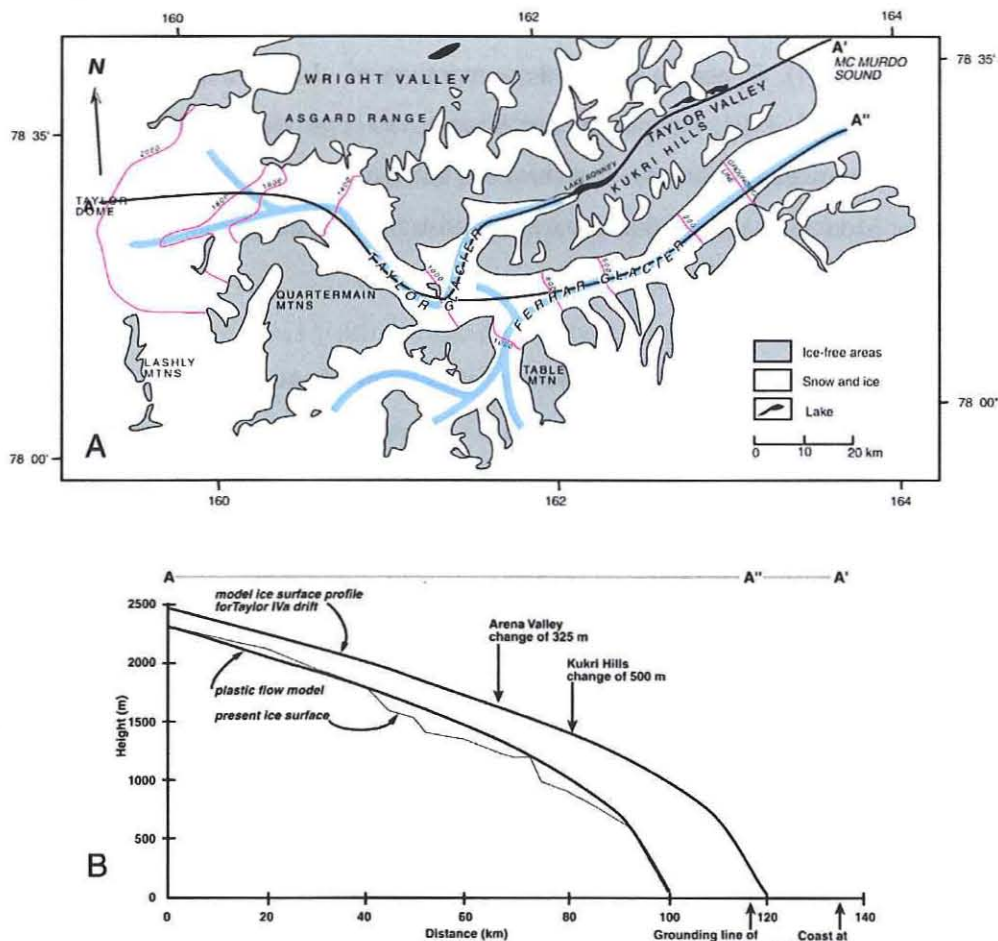 160
162
164
N
WRIGHT VALLEY
ASGARD RANGE
A'
MC MURDO
SOUND
78 35'
78 35'
TAYLOR VALLEY
KUKRI HILLS
LAKE BONNEY
A"
GROUNDING
LINE
2000
1800
1600
1400
1000
200
A
TAYLOR
DOME
TAYLOR GLACIER
FERRAR GLACIER
QUARTERMAIN
MTNS
LASHLY
MTNS
TABLE
MTN
Ice-free areas
Snow and ice
Lake
0 10 20 km
78 00'
78 00'
A
160
162
164
A
A"
A'
model ice surface profile
forTaylor IVa drift
Arena Valley
change of 325 m
Kukri Hills
change of 500 m
plastic flow model
present ice surface
2500
2000
1500
1000
500
0
Height (m)
B
0 20 40 60 80 100 120 140
Distance (km)
Grounding line of
Coast at